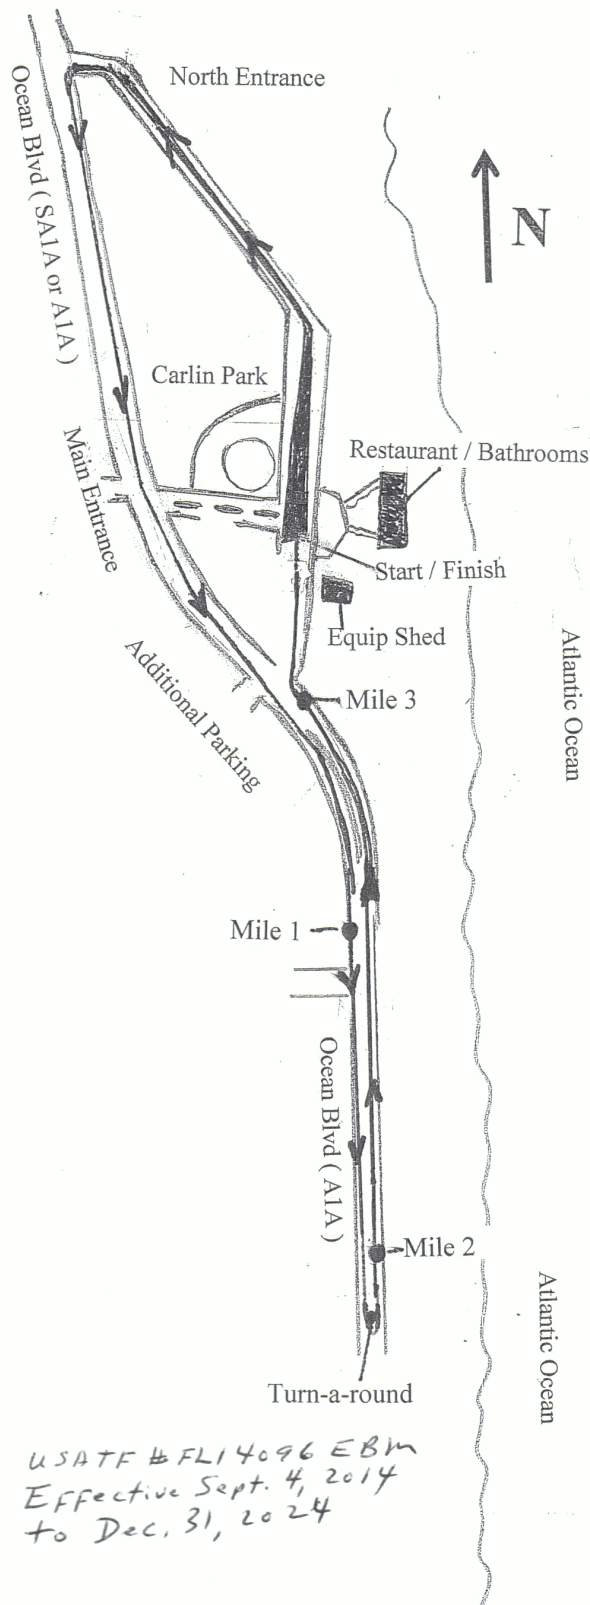 North Entrance
Ocean Blvd ( SA1A or A1A )
N
Carlin Park
Main Entrance
Restaurant / Bathrooms
Start / Finish
Equip Shed
Atlantic Ocean
Additional Parking
Mile 3
Mile 1
Ocean Blvd ( A1A )
Mile 2
Atlantic Ocean
Turn-a-round
USATF # FL14096 EBM
Effective Sept. 4, 2014
to Dec. 31, 2024